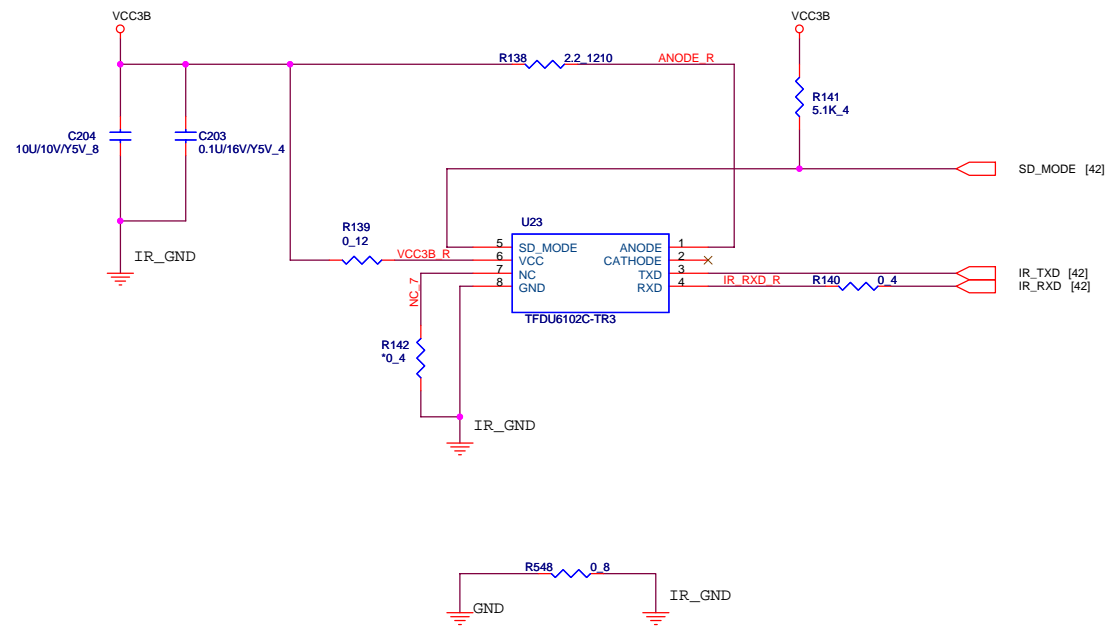 VCC3B
VCC3B
R138
2.2_1210
ANODE_R
R141
5.1K_4
C204
10U/10V/Y5V_8
C203
0.1U/16V/Y5V_4
SD_MODE [42]
U23
R139
0_12
IR_GND
VCC3B_R
5
SD_MODE
ANODE
1
6
VCC
CATHODE
2
7
NC
TXD
3
8
GND
RXD
4
IR_TXD [42]
IR_RXD_R
R140
0_4
IR_RXD [42]
NC_7
TFDU6102C-TR3
R142
*0_4
IR_GND
R548
0_8
GND
IR_GND